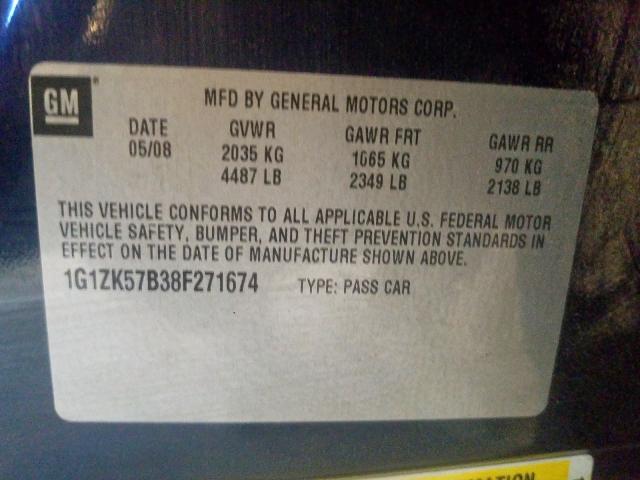 GM
MFD BY GENERAL MOTORS CORP.
DATE GVWR GAWR FRT GAWR RR
05/08 2035 KG 1065 KG 970 KG
4487 LB 2349 LB 2138 LB
THIS VEHICLE CONFORMS TO ALL APPLICABLE U.S. FEDERAL MOTOR
VEHICLE SAFETY, BUMPER, AND THEFT PREVENTION STANDARDS IN
EFFECT ON THE DATE OF MANUFACTURE SHOWN ABOVE.
1G1ZK57B38F271674 TYPE: PASS CAR